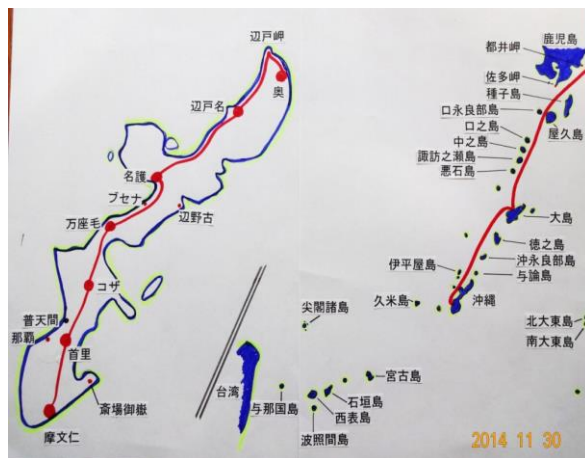 辺戸岬
奥
辺戸名
名護
ブセナ
辺野古
万座毛
コザ
普天間
那覇
首里
斎場御嶽
摩文仁
鹿児島
都井岬
佐多岬
種子島
口永良部島
屋久島
口之島
中之島
諏訪之瀬島
悪石島
大島
徳之島
沖永良部島
与論島
伊平屋島
久米島
沖縄
尖閣諸島
北大東島
南大東島
台湾
与那国島
宮古島
石垣島
西表島
波照間島
2014 11 30